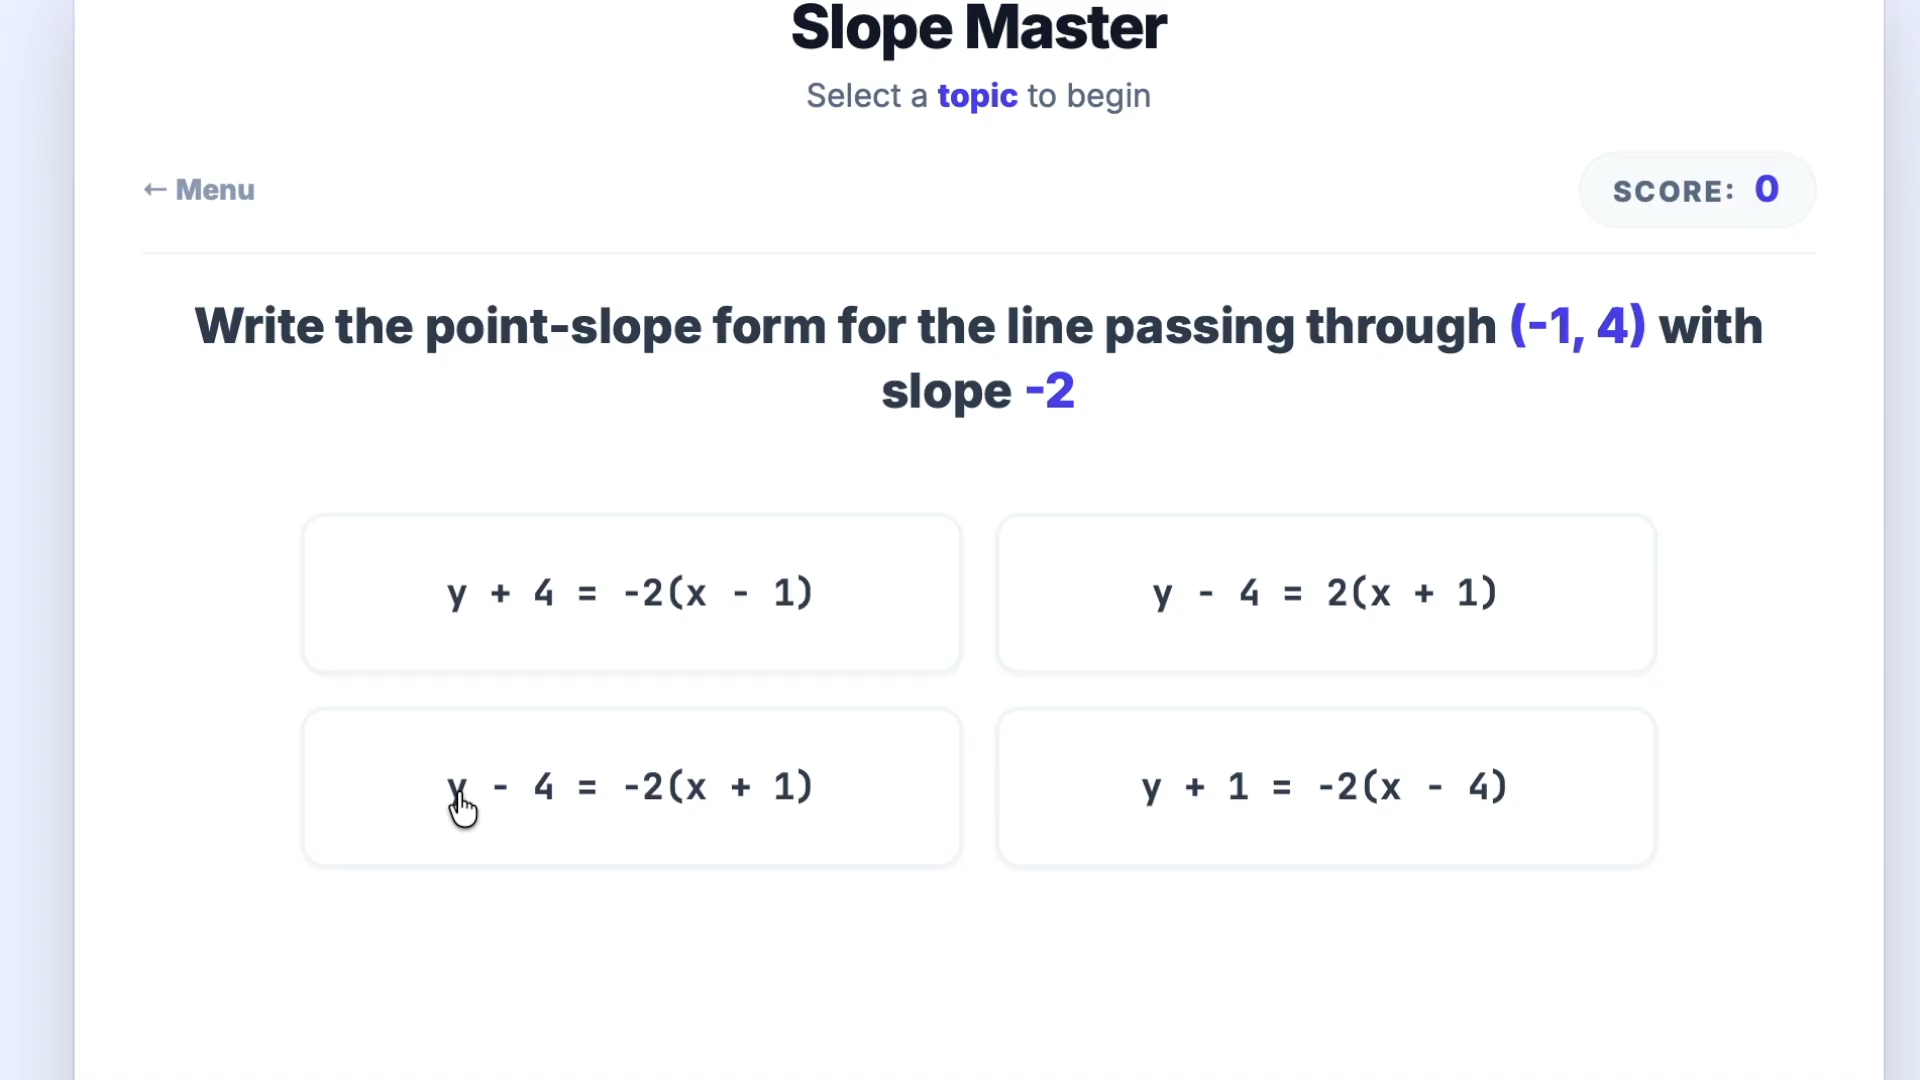 Slope Master
Select a topic to begin
← Menu
SCORE: 0
Write the point-slope form for the line passing through (-1, 4) with
slope -2
y + 4 = -2(x - 1)
y - 4 = 2(x + 1)
y - 4 = -2(x + 1)
y + 1 = -2(x - 4)